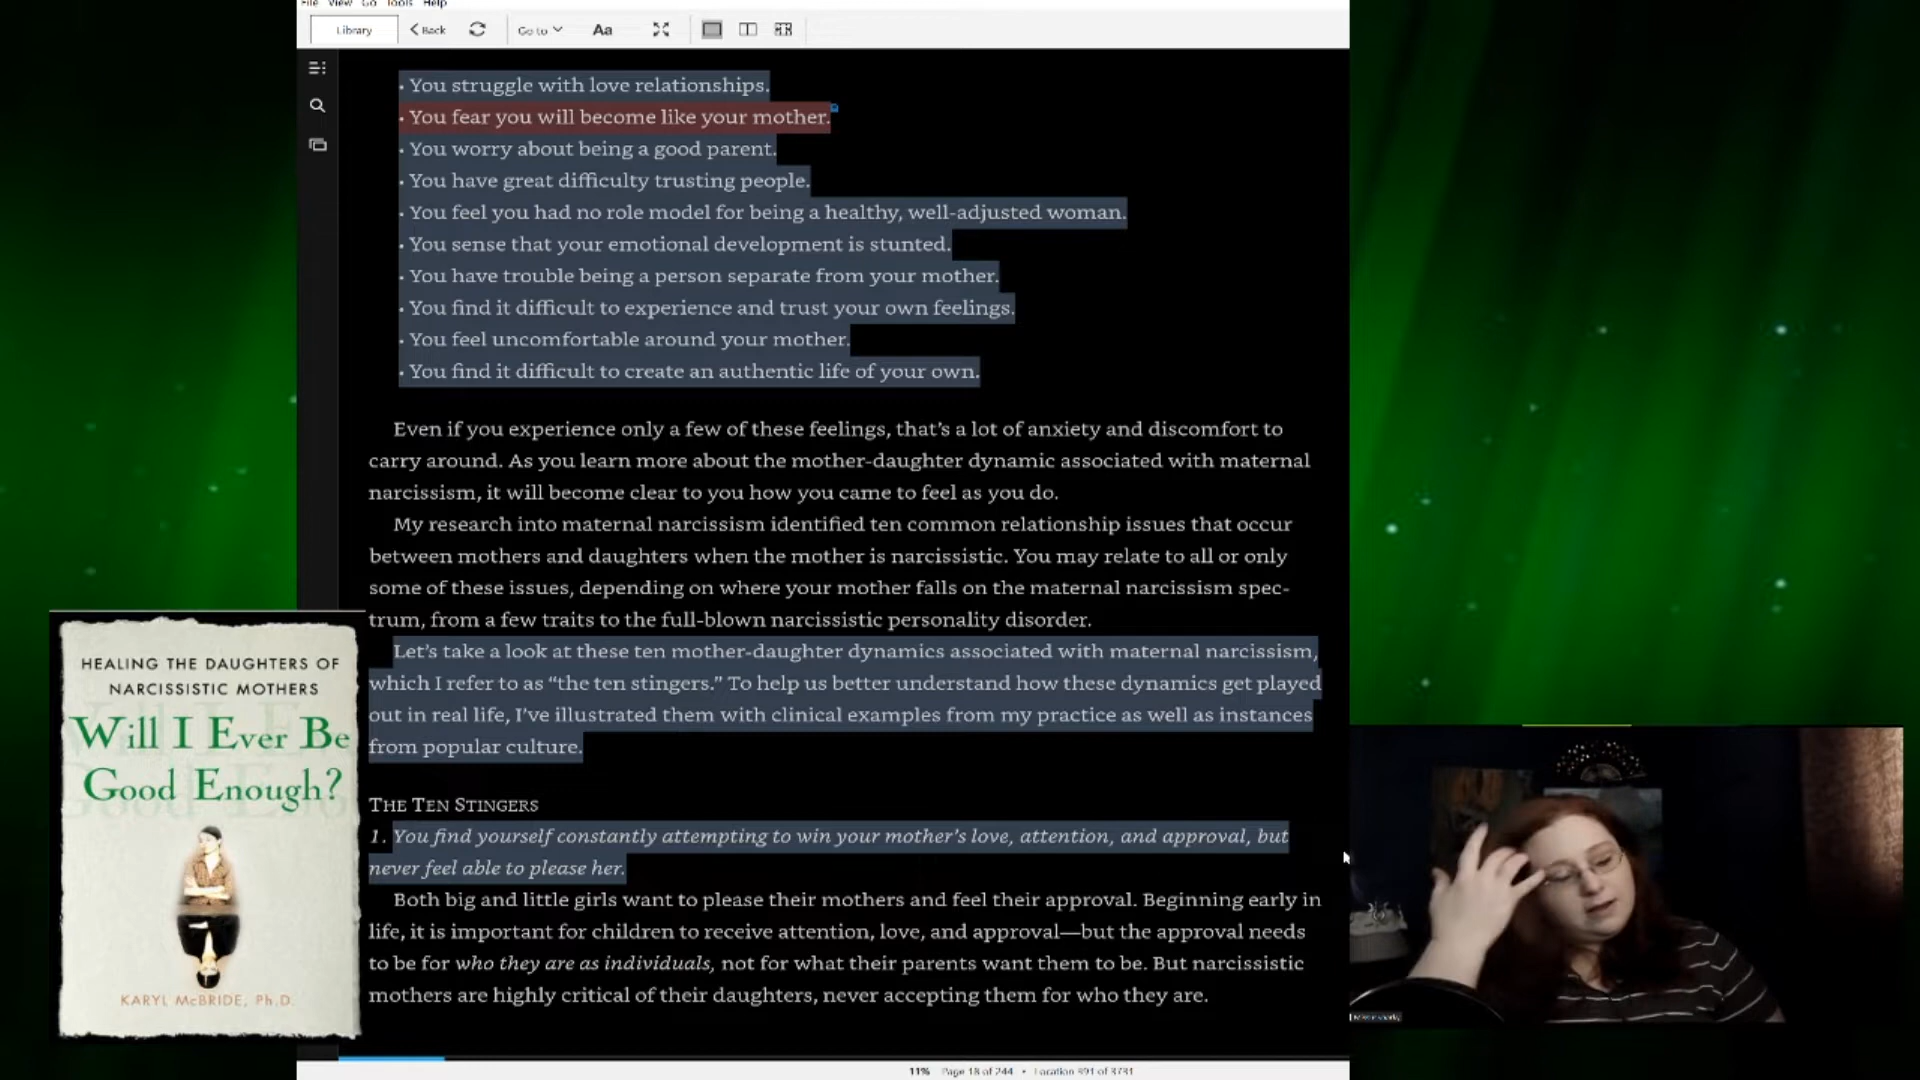 File View Go Tools Help
Library Back Go to Aa
• You struggle with love relationships.
• You fear you will become like your mother.
• You worry about being a good parent.
• You have great difficulty trusting people.
• You feel you had no role model for being a healthy, well-adjusted woman.
• You sense that your emotional development is stunted.
• You have trouble being a person separate from your mother.
• You find it difficult to experience and trust your own feelings.
• You feel uncomfortable around your mother.
• You find it difficult to create an authentic life of your own.
Even if you experience only a few of these feelings, that’s a lot of anxiety and discomfort to
carry around. As you learn more about the mother-daughter dynamic associated with maternal
narcissism, it will become clear to you how you came to feel as you do.
My research into maternal narcissism identified ten common relationship issues that occur
between mothers and daughters when the mother is narcissistic. You may relate to all or only
some of these issues, depending on where your mother falls on the maternal narcissism spec-
trum, from a few traits to the full-blown narcissistic personality disorder.
Let’s take a look at these ten mother-daughter dynamics associated with maternal narcissism,
which I refer to as “the ten stingers.” To help us better understand how these dynamics get played
out in real life, I’ve illustrated them with clinical examples from my practice as well as instances
from popular culture.
THE TEN STINGERS
1. You find yourself constantly attempting to win your mother’s love, attention, and approval, but
never feel able to please her.
Both big and little girls want to please their mothers and feel their approval. Beginning early in
life, it is important for children to receive attention, love, and approval—but the approval needs
to be for who they are as individuals, not for what their parents want them to be. But narcissistic
mothers are highly critical of their daughters, never accepting them for who they are.
11% Page 18 of 244 • Location 391 of 3731
HEALING THE DAUGHTERS OF
NARCISSISTIC MOTHERS
Will I Ever Be
Good Enough?
KARYL McBRIDE, Ph.D.